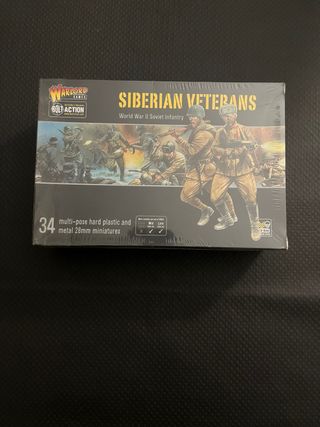 WARLORD
GAMES
BOLT ACTION
SIBERIAN VETERANS
World War II Soviet Infantry
34 multi-pose hard plastic and
metal 28mm miniatures